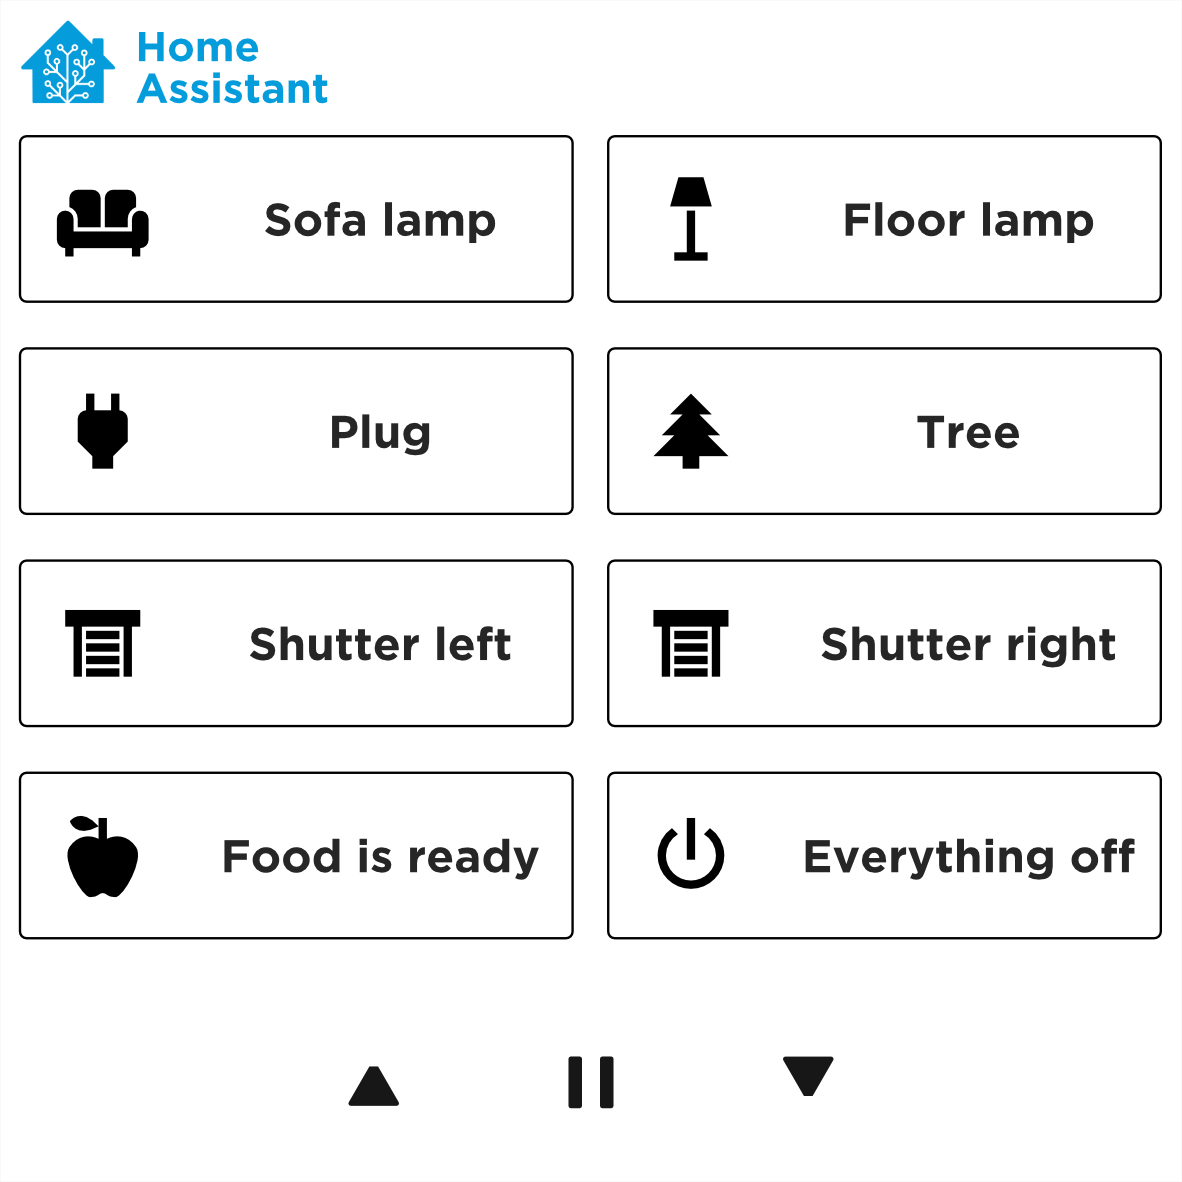 Home
Assistant
Sofa lamp
Floor lamp
Plug
Tree
Shutter left
Shutter right
Food is ready
Everything off